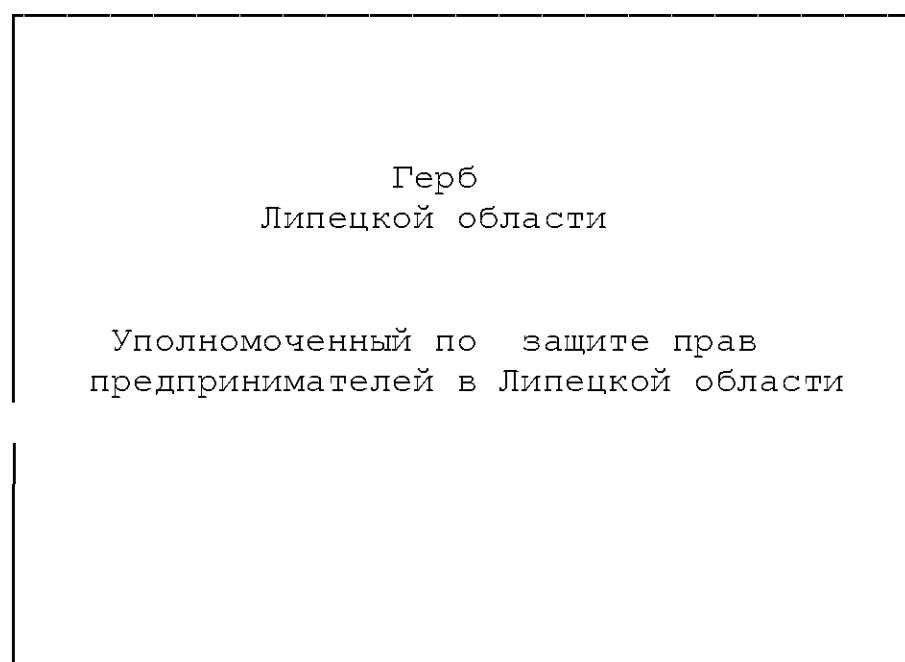 Герб
Липецкой области
Уполномоченный по защите прав
предпринимателей в Липецкой области